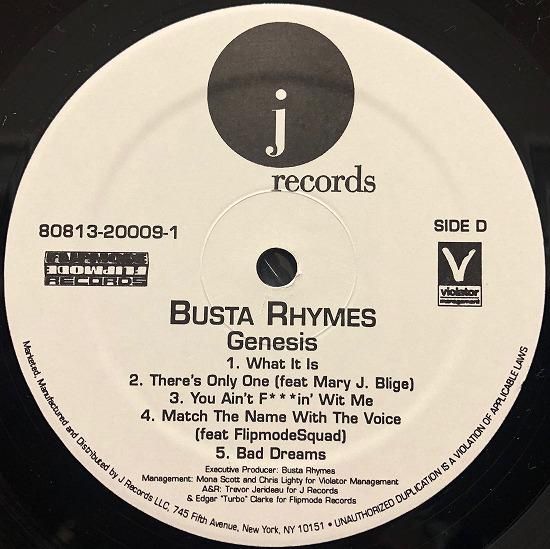 j
records
80813-20009-1
SIDE D
FLIPMODE
FLIPMODE
RECORDS
V
violator
management
BUSTA RHYMES
Genesis
1. What It Is
2. There's Only One (feat Mary J. Blige)
3. You Ain't F***in' Wit Me
4. Match The Name With The Voice
(feat FlipmodeSquad)
5. Bad Dreams
Executive Producer: Busta Rhymes
Management: Mona Scott and Chris Lighty for Violator Management
A&R: Trevor Jerideau for J Records
& Edgar "Turbo" Clarke for Flipmode Records
Marketed, Manufactured and Distributed by J Records LLC, 745 Fifth Avenue, New York, NY 10151 • UNAUTHORIZED DUPLICATION IS A VIOLATION OF APPLICABLE LAWS